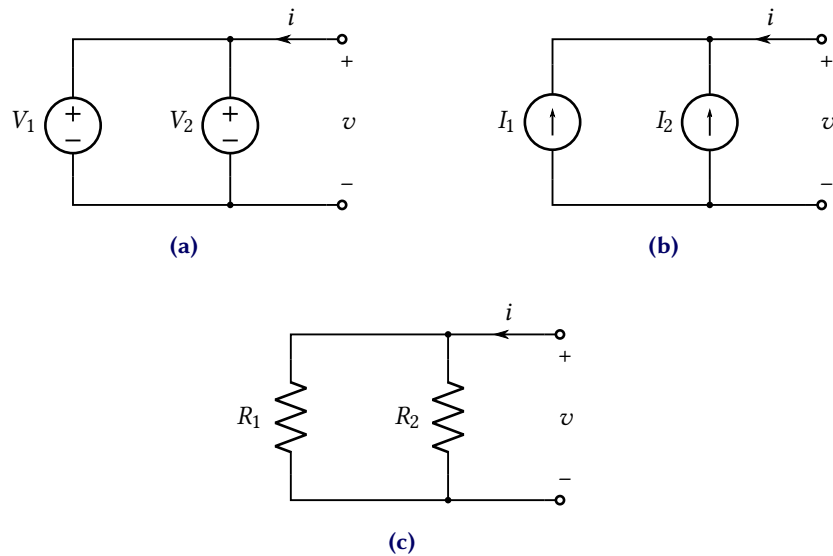 i i
+ +
V1 + − V2 + − v I1 I2 v
− −
(a) (b)
i
+
R1 R2 v
−
(c)